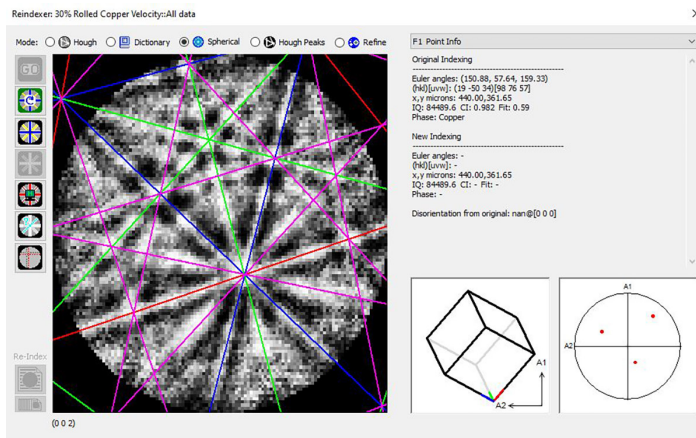 Reindexer: 30% Rolled Copper Velocity::All data
Mode: Hough Dictionary Spherical Hough Peaks Refine
F1 Point Info
Original Indexing
Euler angles: (150.88, 57.64, 159.33)
(hkl)[uvw]: (19 -50 34)[98 76 57]
x,y microns: 440.00,361.65
IQ: 84489.6 CI: 0.982 Fit: 0.59
Phase: Copper
New Indexing
Euler angles: -
(hkl)[uvw]: -
x,y microns: 440.00,361.65
IQ: 84489.6 CI: - Fit: -
Phase: -
Disorientation from original: nan@[0 0 0]
GO
C
A1
A2
A1
A2
Re-Index
(0 0 2)